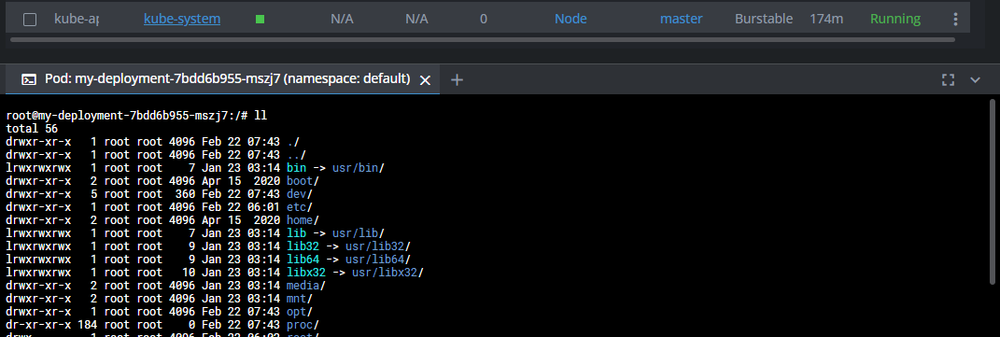 kube-ap kube-system N/A N/A 0 Node master Burstable 174m Running
Pod: my-deployment-7bdd6b955-mszj7 (namespace: default)
root@my-deployment-7bdd6b955-mszj7:/# ll
total 56
drwxr-xr-x 1 root root 4096 Feb 22 07:43 ./
drwxr-xr-x 1 root root 4096 Feb 22 07:43 ../
lrwxrwxrwx 1 root root 7 Jan 23 03:14 bin -> usr/bin/
drwxr-xr-x 2 root root 4096 Apr 15 2020 boot/
drwxr-xr-x 5 root root 360 Feb 22 07:43 dev/
drwxr-xr-x 1 root root 4096 Feb 22 06:01 etc/
drwxr-xr-x 2 root root 4096 Apr 15 2020 home/
lrwxrwxrwx 1 root root 7 Jan 23 03:14 lib -> usr/lib/
lrwxrwxrwx 1 root root 9 Jan 23 03:14 lib32 -> usr/lib32/
lrwxrwxrwx 1 root root 9 Jan 23 03:14 lib64 -> usr/lib64/
lrwxrwxrwx 1 root root 10 Jan 23 03:14 libx32 -> usr/libx32/
drwxr-xr-x 2 root root 4096 Jan 23 03:14 media/
drwxr-xr-x 2 root root 4096 Jan 23 03:14 mnt/
drwxr-xr-x 1 root root 4096 Feb 22 07:43 opt/
dr-xr-xr-x 184 root root 0 Feb 22 07:43 proc/